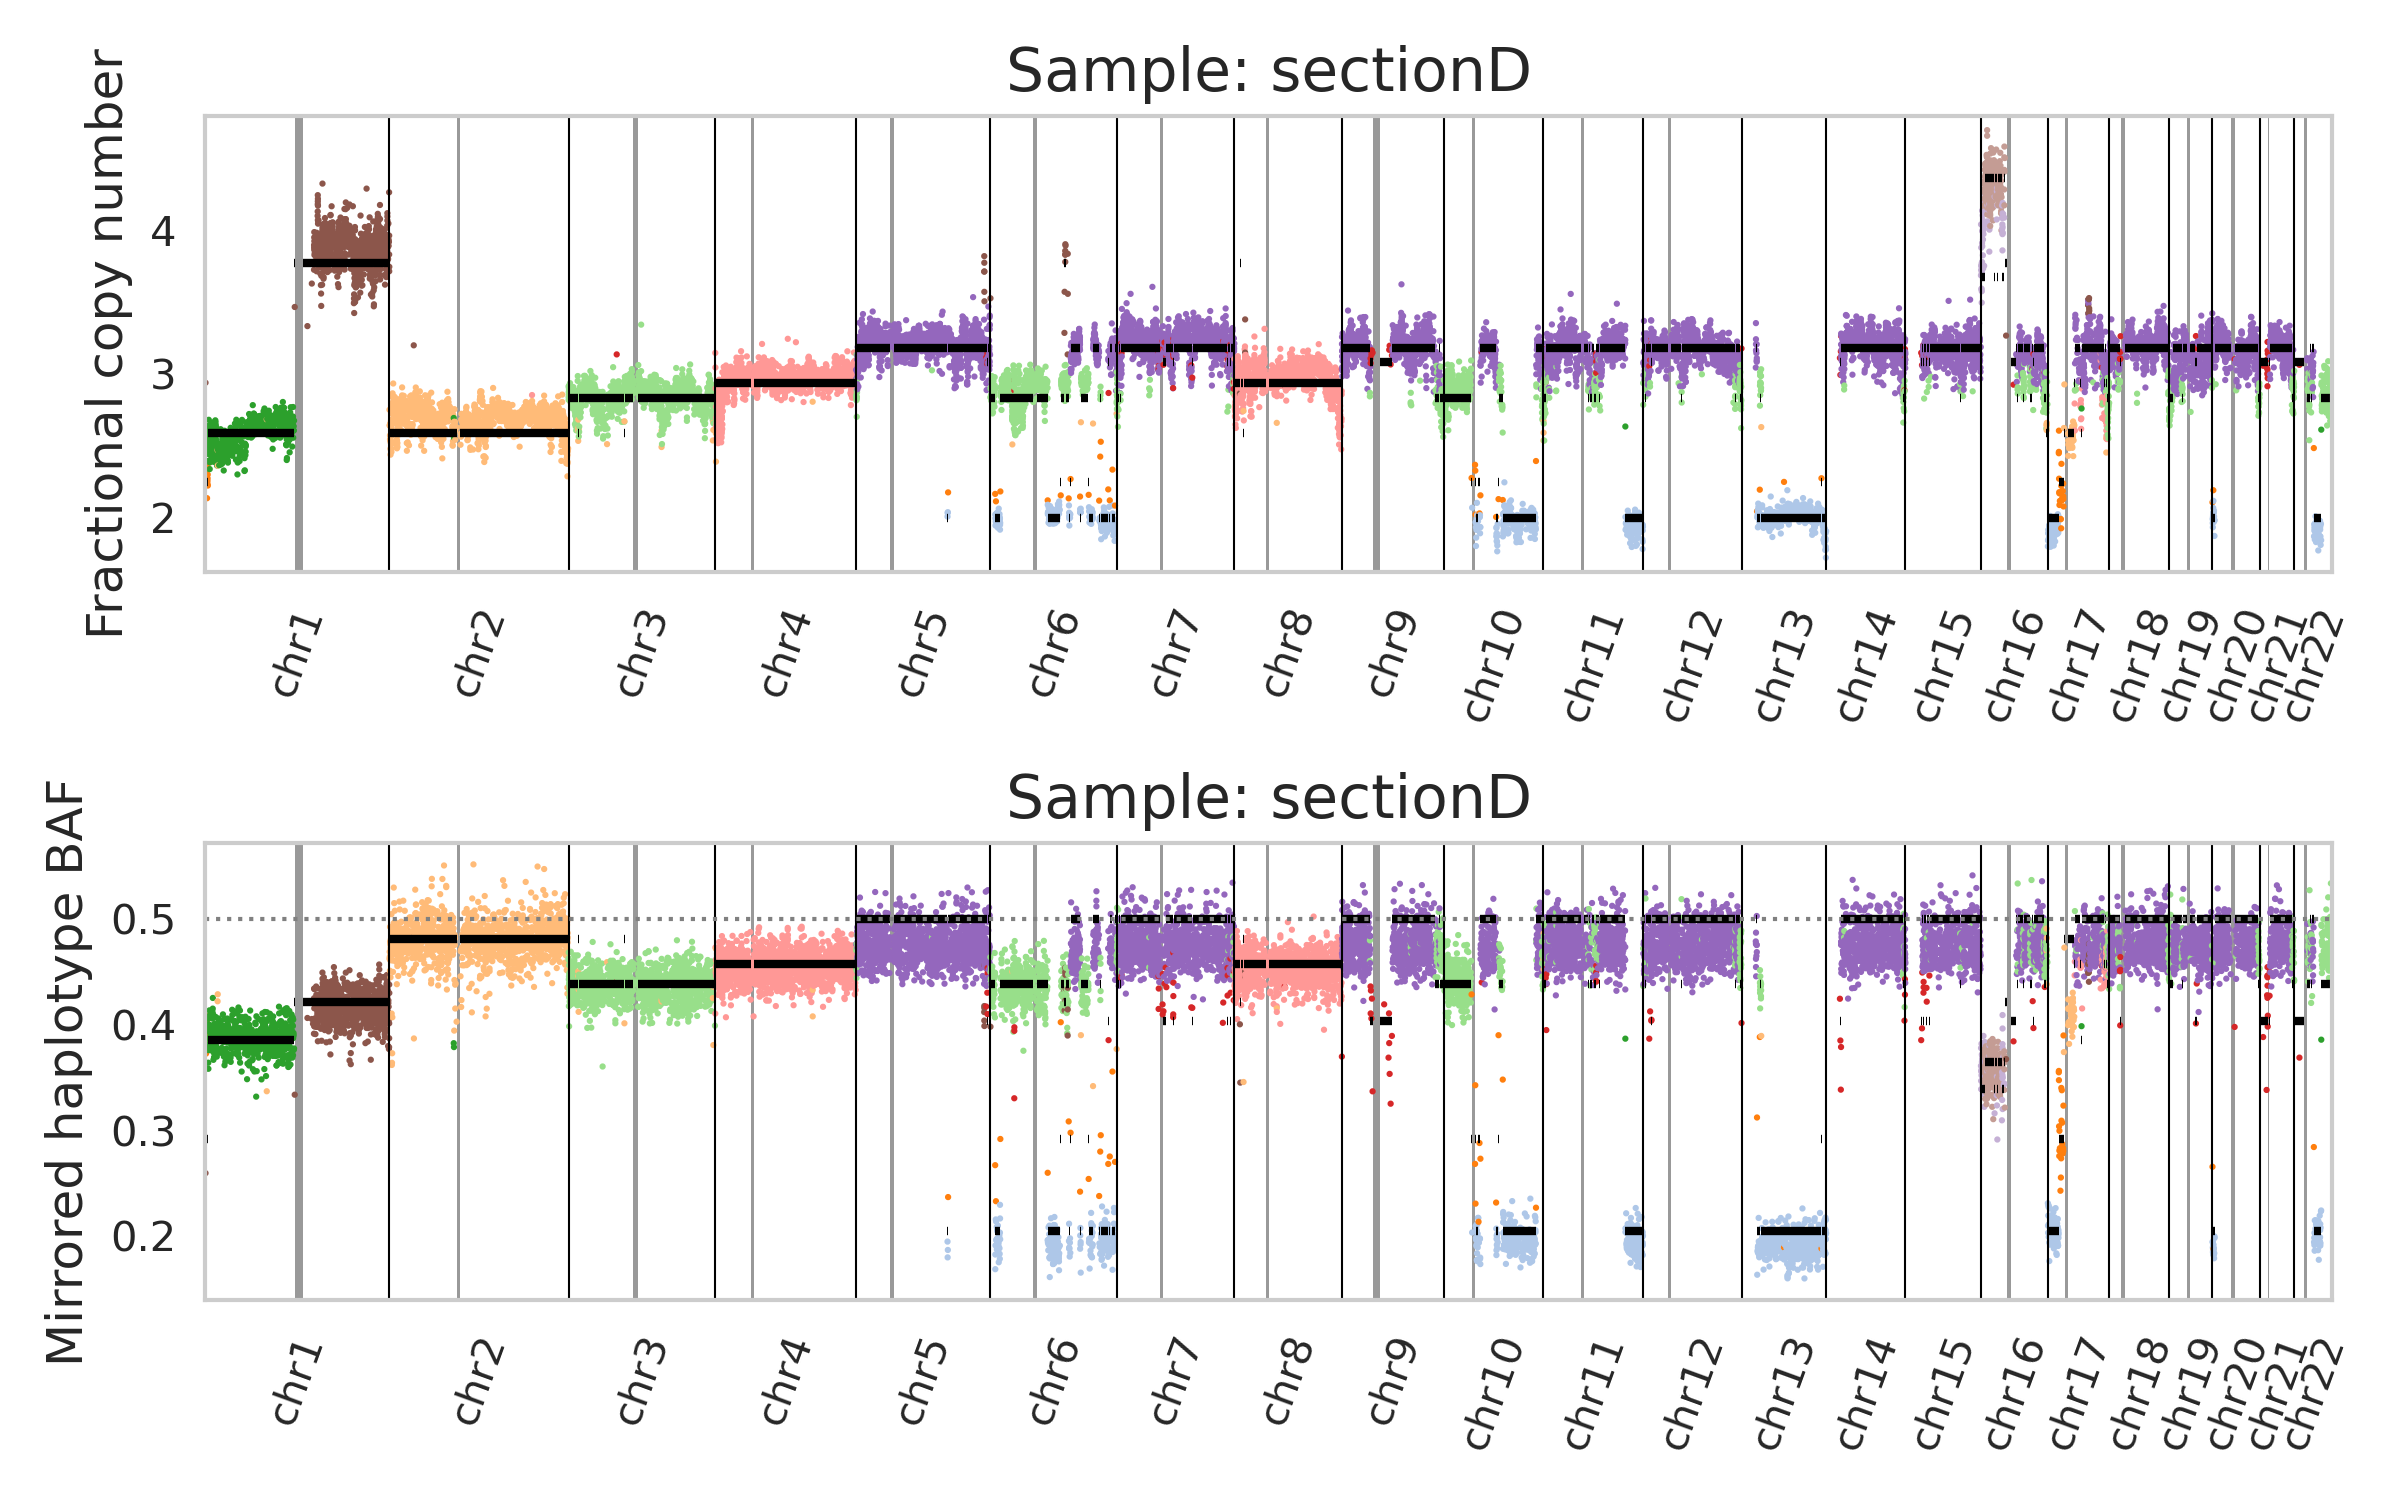 Sample: sectionD
Fractional copy number
4
3
2
chr1 chr2 chr3 chr4 chr5 chr6 chr7 chr8 chr9 chr10 chr11 chr12 chr13 chr14 chr15 chr16 chr17 chr18 chr19 chr20 chr21 chr22
Sample: sectionD
Mirrored haplotype BAF
0.5
0.4
0.3
0.2
chr1 chr2 chr3 chr4 chr5 chr6 chr7 chr8 chr9 chr10 chr11 chr12 chr13 chr14 chr15 chr16 chr17 chr18 chr19 chr20 chr21 chr22